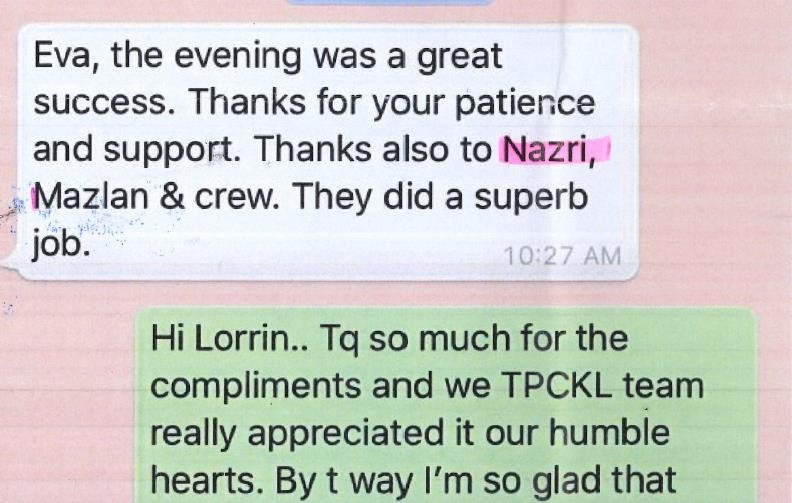 Eva, the evening was a great
success. Thanks for your patience
and support. Thanks also to Nazri,
Mazlan & crew. They did a superb
job.
10:27 AM
Hi Lorrin.. Tq so much for the
compliments and we TPCKL team
really appreciated it our humble
hearts. By t way I'm so glad that